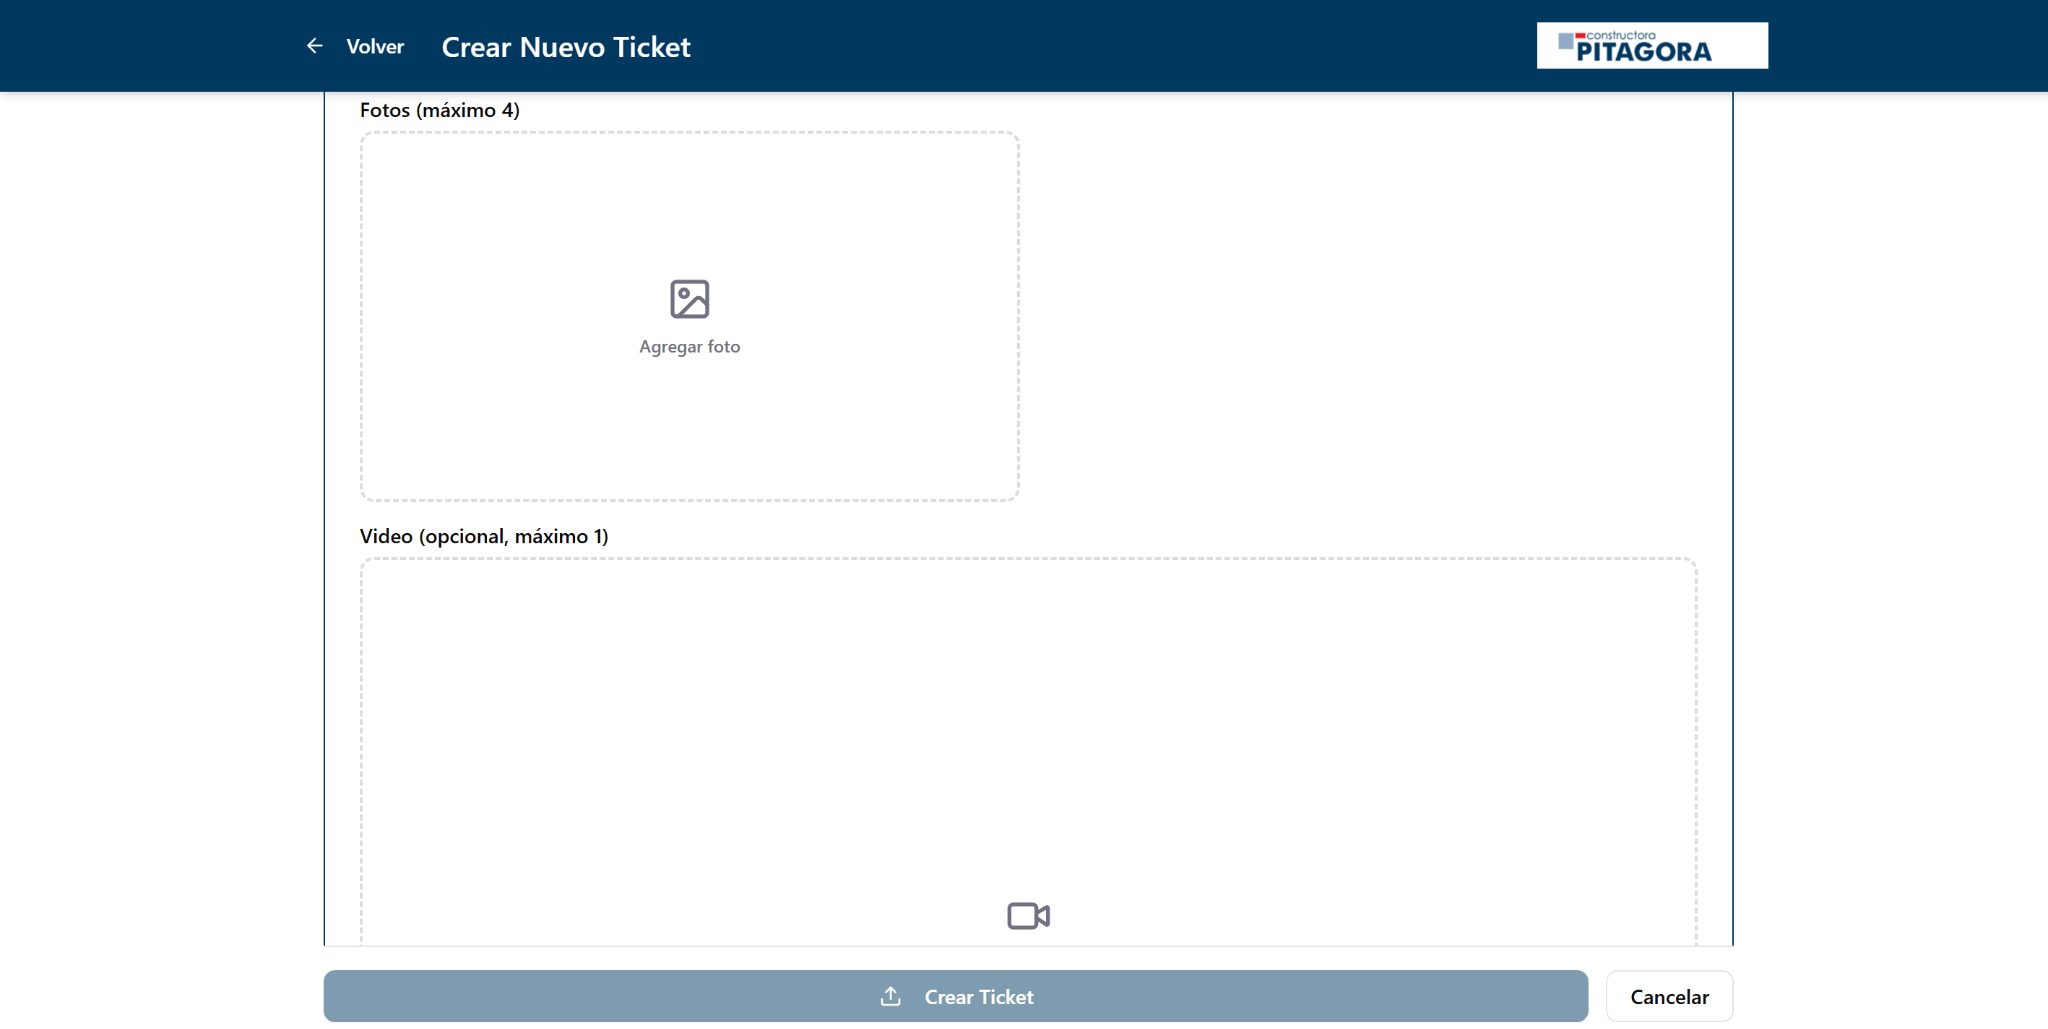 Volver
Crear Nuevo Ticket
constructora
PITAGORA
Fotos (máximo 4)
Agregar foto
Video (opcional, máximo 1)
Crear Ticket
Cancelar